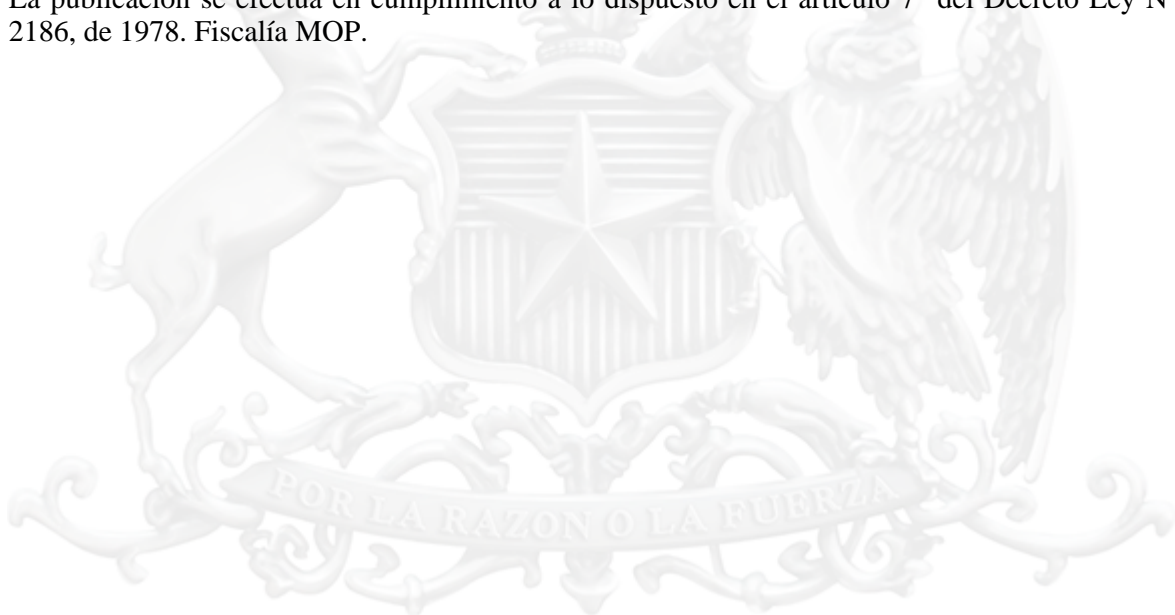 La publicación se efectúa en cumplimiento a lo dispuesto en el artículo 7° del Decreto Ley N°
2186, de 1978. Fiscalía MOP.
POR LA RAZON O LA FUERZA